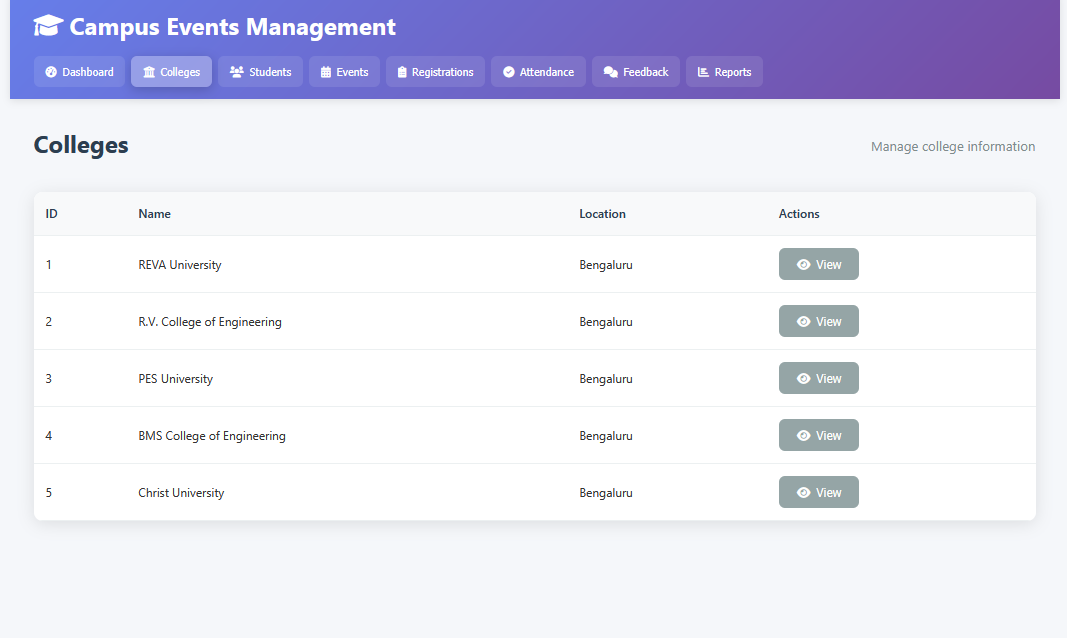 Campus Events Management
Dashboard Colleges Students Events Registrations Attendance Feedback Reports
Colleges Manage college information
ID Name Location Actions
1 REVA University Bengaluru View
2 R.V. College of Engineering Bengaluru View
3 PES University Bengaluru View
4 BMS College of Engineering Bengaluru View
5 Christ University Bengaluru View